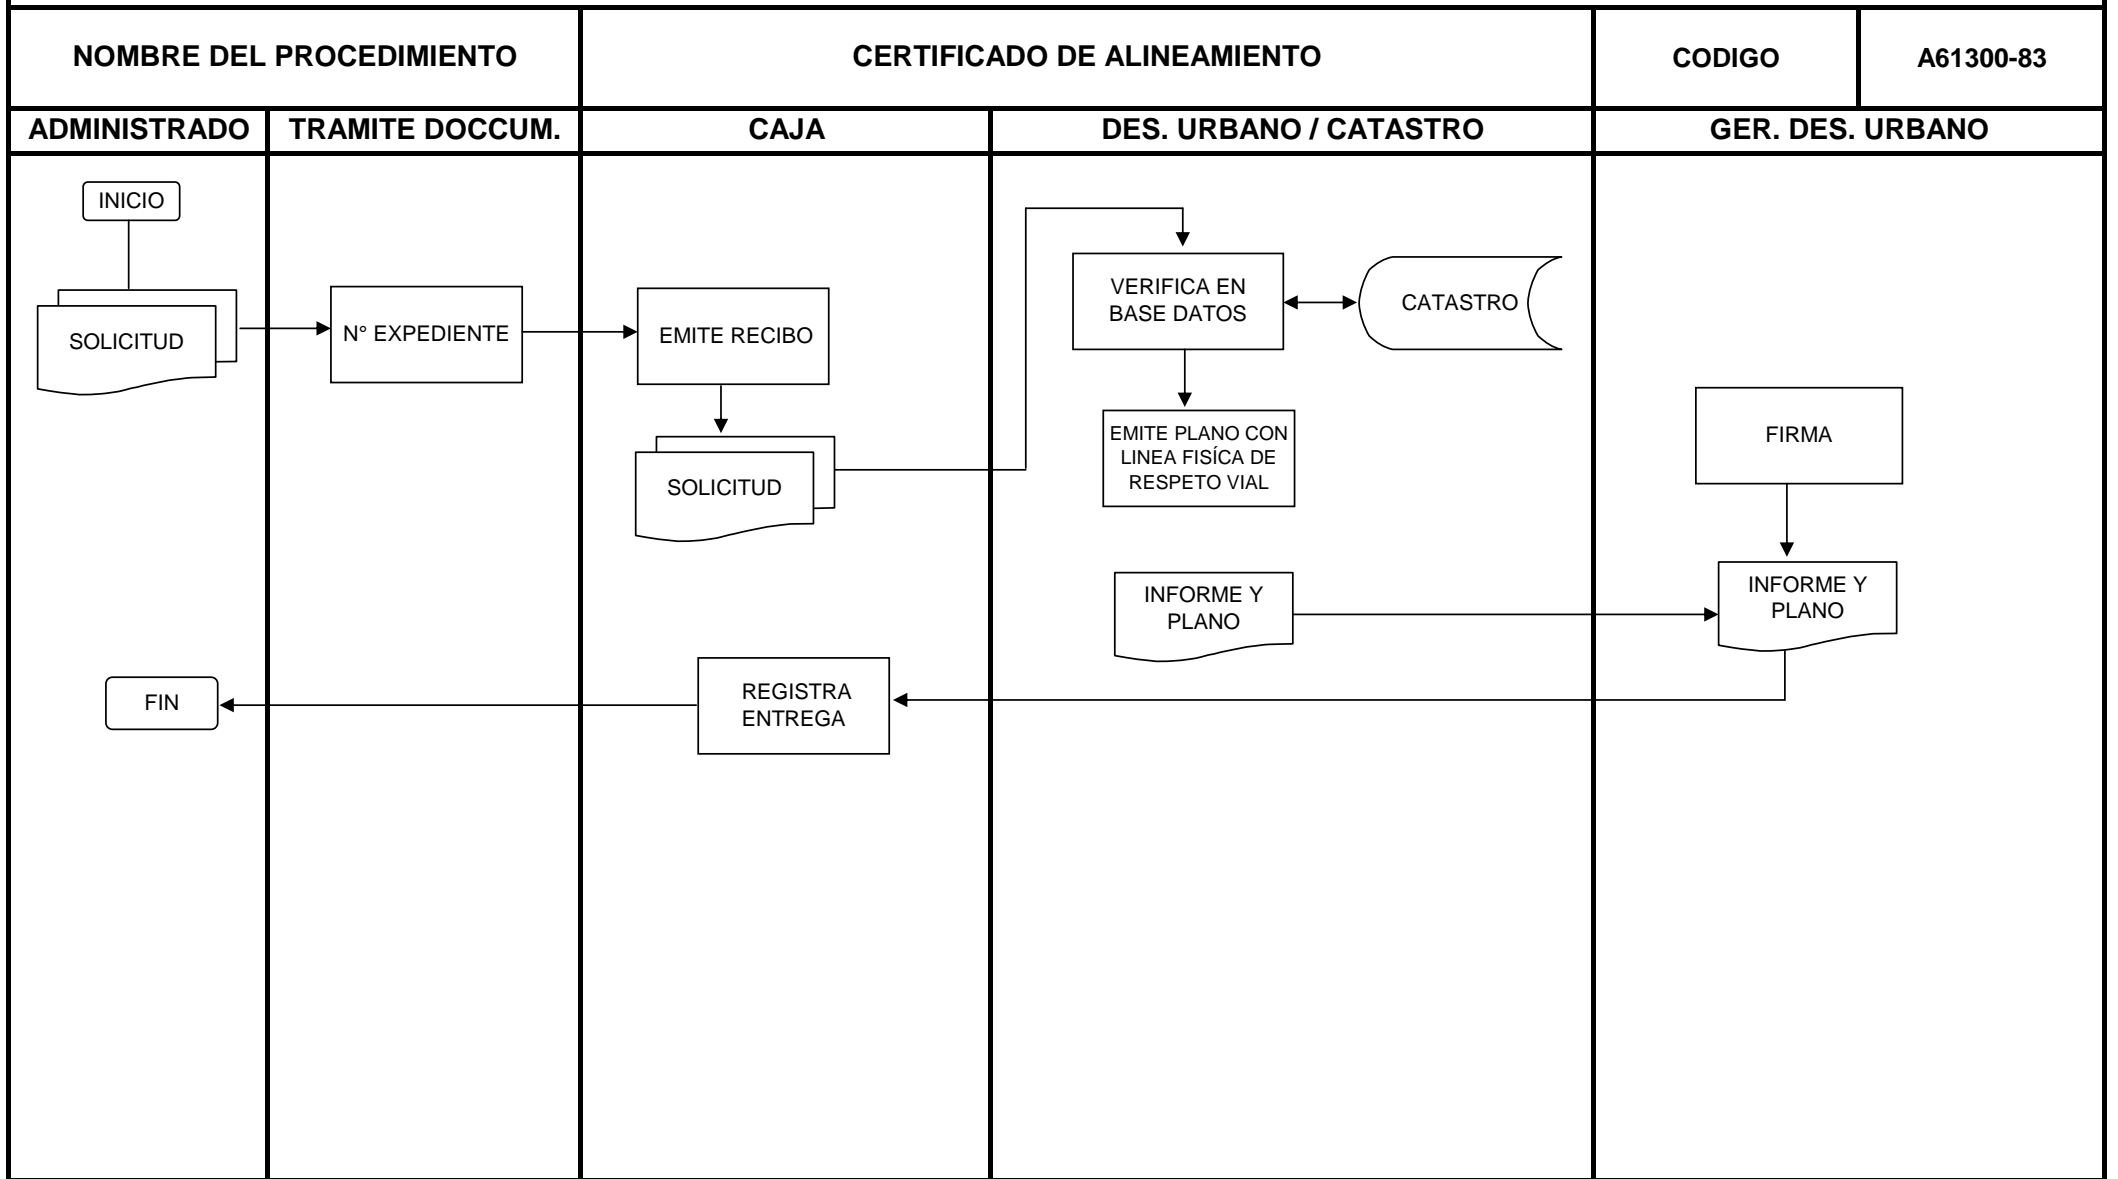 NOMBRE DEL PROCEDIMIENTO
CERTIFICADO DE ALINEAMIENTO
CODIGO
A61300-83
ADMINISTRADO
TRAMITE DOCCUM.
CAJA
DES. URBANO / CATASTRO
GER. DES. URBANO
INICIO
SOLICITUD
N° EXPEDIENTE
EMITE RECIBO
SOLICITUD
VERIFICA EN
BASE DATOS
CATASTRO
EMITE PLANO CON
LINEA FISÍCA DE
RESPETO VIAL
FIRMA
INFORME Y
PLANO
INFORME Y
PLANO
REGISTRA
ENTREGA
FIN